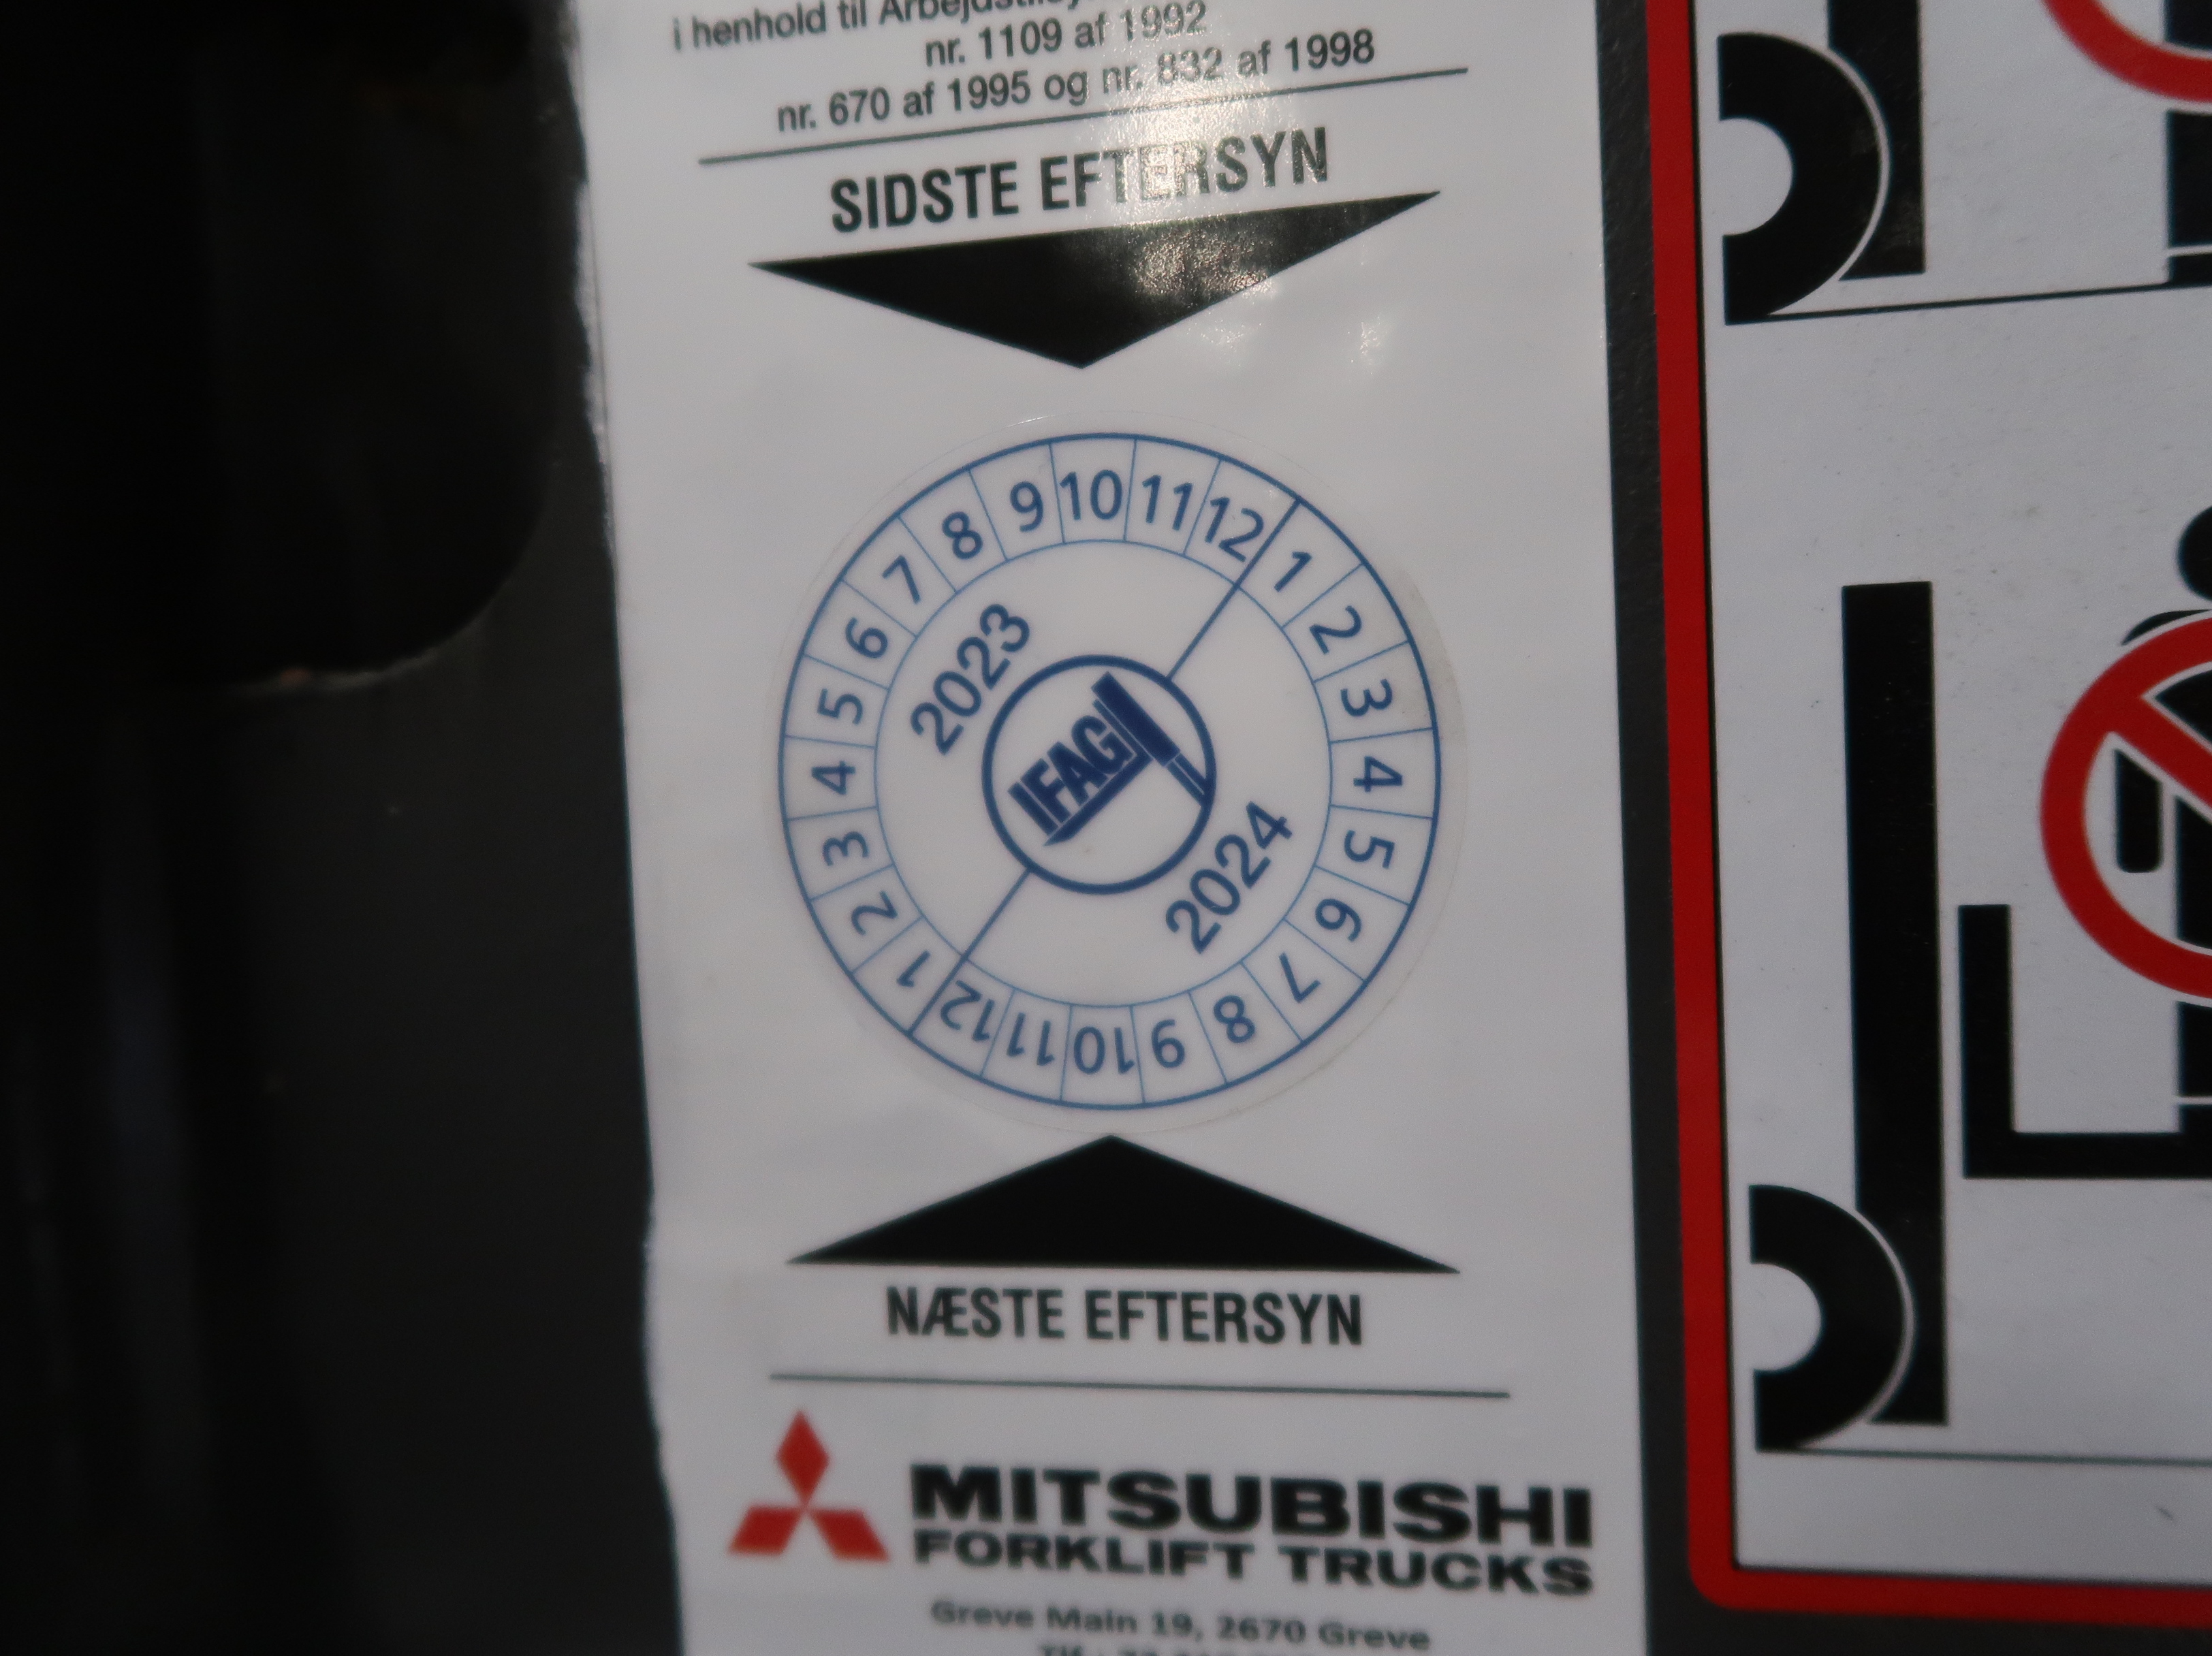 i henhold til
nr. 1109 af 1992
nr. 670 af 1995 og nr. 832 af 1998
SIDSTE EFTERSYN
2023
1 2 3 4 5 6 7 8 9 10 11 12
IFAG
2024
1 2 3 4 5 6 7 8 9 10 11 12
NÆSTE EFTERSYN
MITSUBISHI
FORKLIFT TRUCKS
Greve Main 19, 2670 Greve